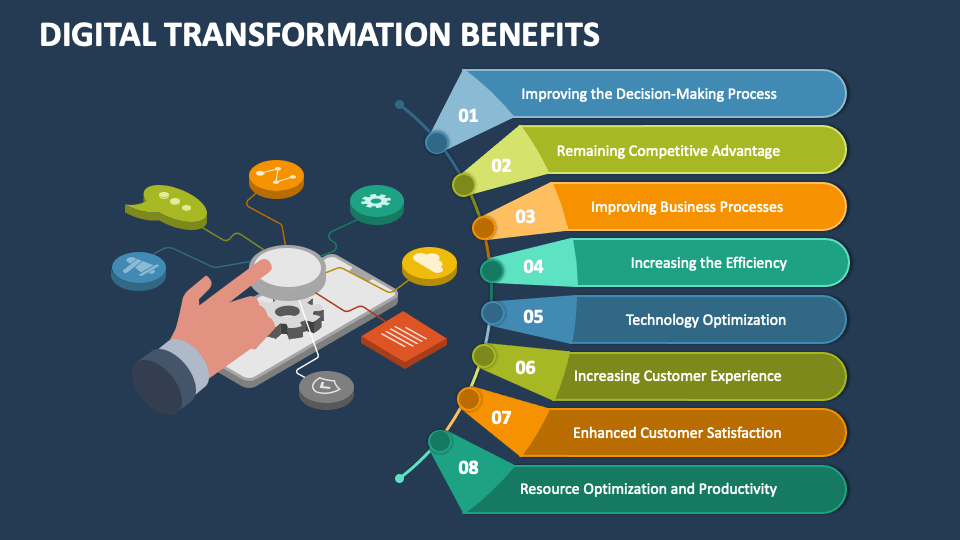 DIGITAL TRANSFORMATION BENEFITS
01 Improving the Decision-Making Process
02 Remaining Competitive Advantage
03 Improving Business Processes
04 Increasing the Efficiency
05 Technology Optimization
06 Increasing Customer Experience
07 Enhanced Customer Satisfaction
08 Resource Optimization and Productivity